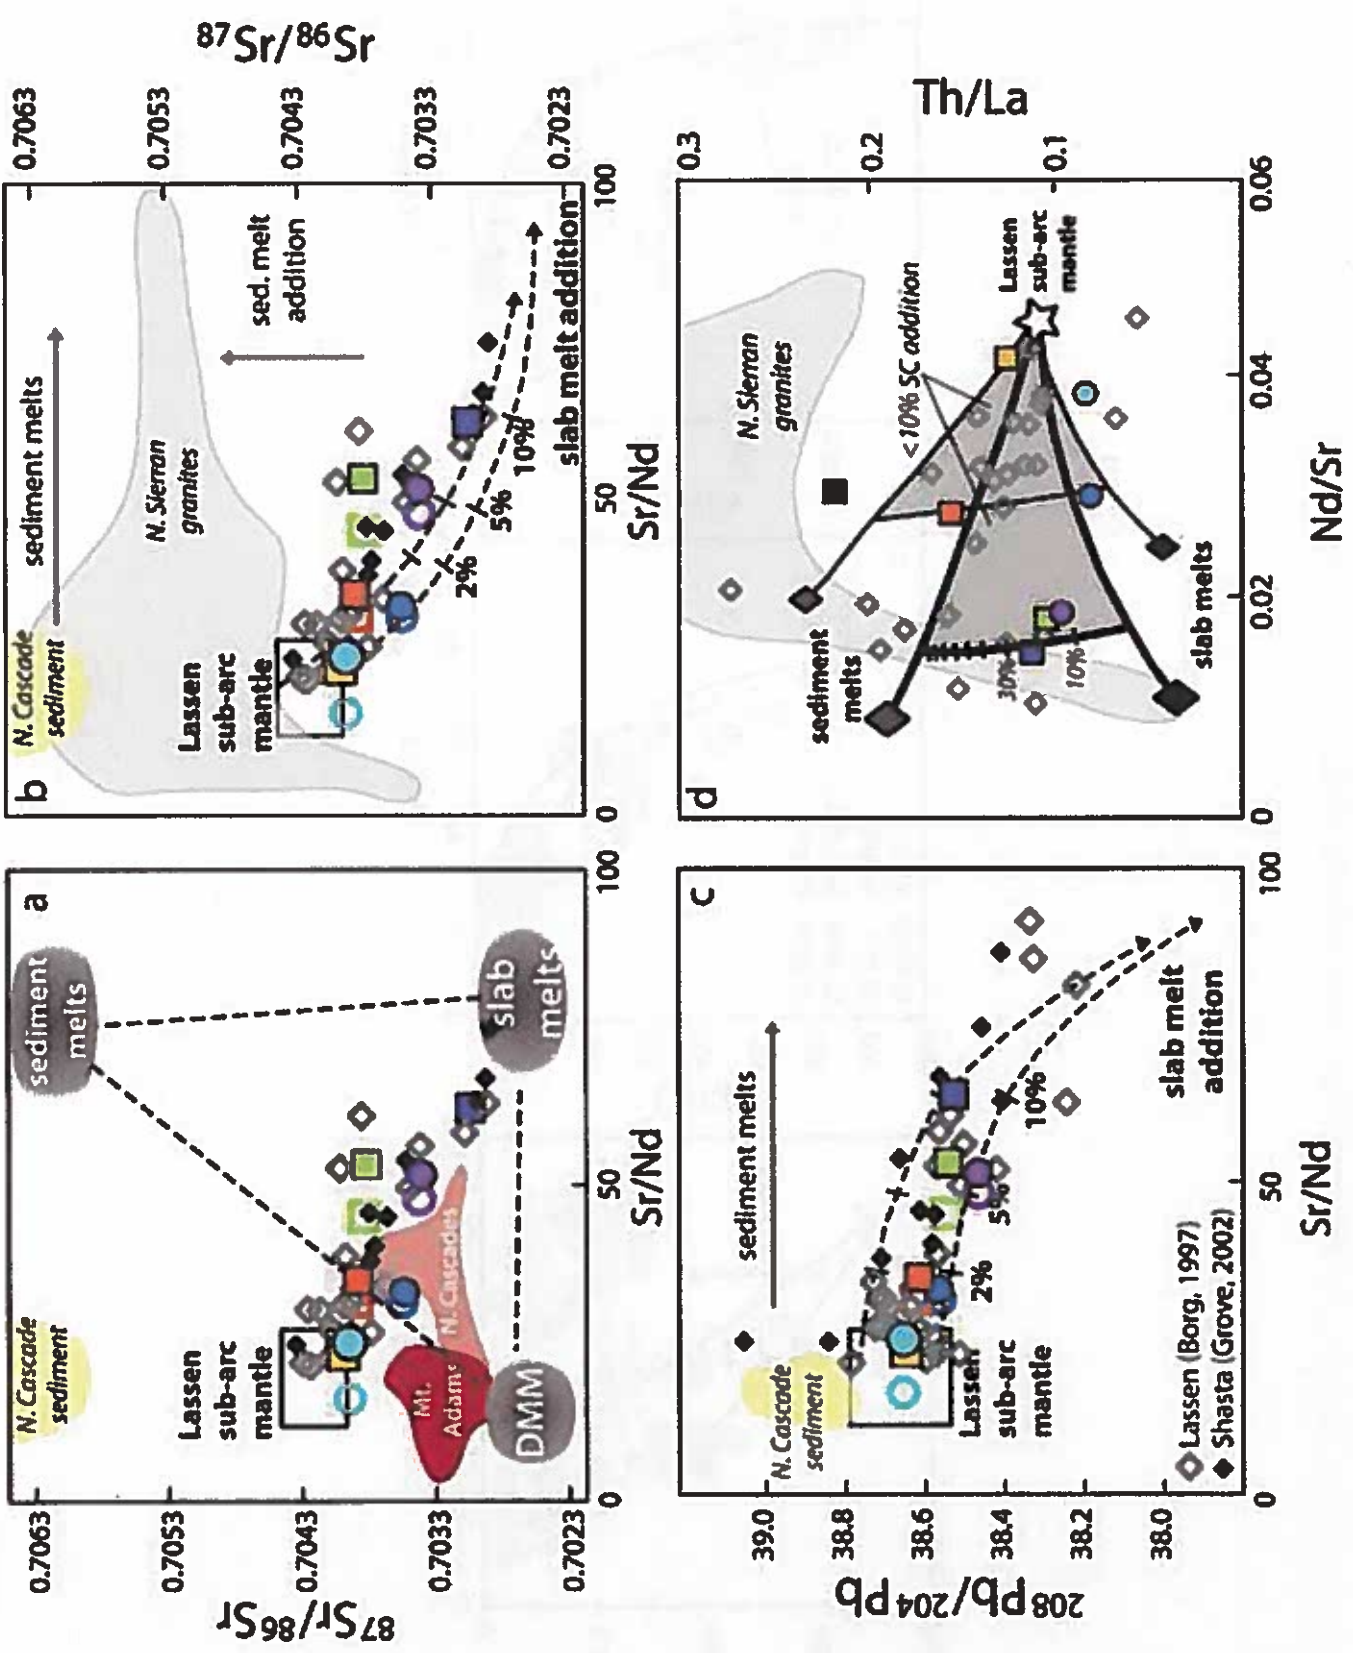 a
sediment
melts
N. Cascade
sediment
Lassen
sub-arc
mantle
Mt.
Adams
N. Cascades
DMM
slab
melts
87Sr/86Sr
0.7063
0.7053
0.7043
0.7033
0.7023
0
50
100
Sr/Nd
b
N. Cascade
sediment
sediment melts
N. Sierran
granites
sed. melt
addition
Lassen
sub-arc
mantle
2%
5%
10%
slab melt addition
87Sr/86Sr
0.7063
0.7053
0.7043
0.7033
0.7023
0
50
100
Sr/Nd
c
N. Cascade
sediment
sediment melts
Lassen
sub-arc
mantle
2%
5%
10%
slab melt
addition
Lassen (Borg, 1997)
Shasta (Grove, 2002)
208Pb/204Pb
39.0
38.8
38.6
38.4
38.2
38.0
0
50
100
Sr/Nd
d
N. Sierran
granites
<10% SC addition
Lassen
sub-arc
mantle
sediment
melts
30%
10%
slab melts
Th/La
0.3
0.2
0.1
0
0.02
0.04
0.06
Nd/Sr